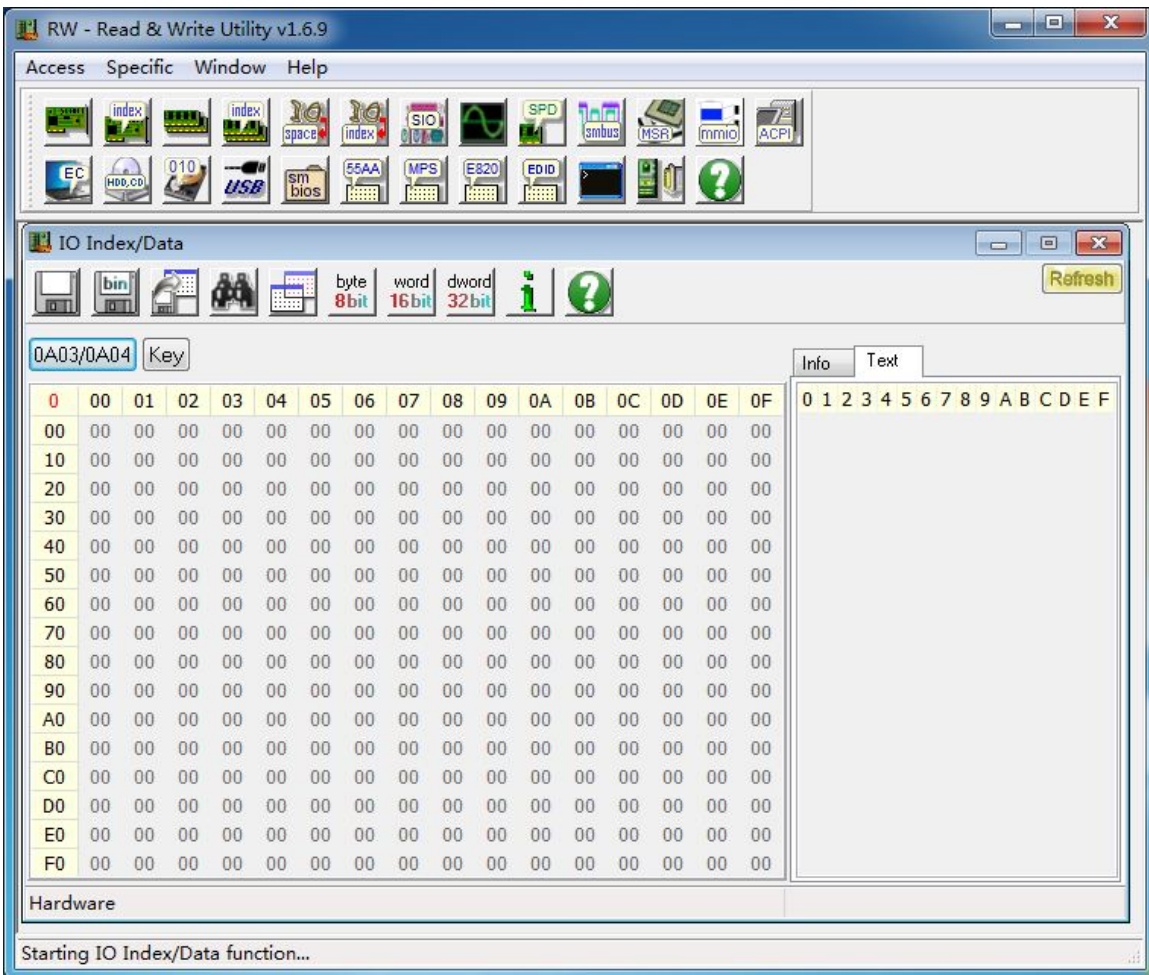 RW - Read & Write Utility v1.6.9
Access Specific Window Help
index index space index SIO SPD smbus MSR mmio ACPI
EC HDD,CD 010 USB sm bios 55AA MPS E820 EDID
IO Index/Data
bin byte 8bit word 16bit dword 32bit Refresh
0A03/0A04 Key
Info Text
0 00 01 02 03 04 05 06 07 08 09 0A 0B 0C 0D 0E 0F 0 1 2 3 4 5 6 7 8 9 A B C D E F
00 00 00 00 00 00 00 00 00 00 00 00 00 00 00 00 00
10 00 00 00 00 00 00 00 00 00 00 00 00 00 00 00 00
20 00 00 00 00 00 00 00 00 00 00 00 00 00 00 00 00
30 00 00 00 00 00 00 00 00 00 00 00 00 00 00 00 00
40 00 00 00 00 00 00 00 00 00 00 00 00 00 00 00 00
50 00 00 00 00 00 00 00 00 00 00 00 00 00 00 00 00
60 00 00 00 00 00 00 00 00 00 00 00 00 00 00 00 00
70 00 00 00 00 00 00 00 00 00 00 00 00 00 00 00 00
80 00 00 00 00 00 00 00 00 00 00 00 00 00 00 00 00
90 00 00 00 00 00 00 00 00 00 00 00 00 00 00 00 00
A0 00 00 00 00 00 00 00 00 00 00 00 00 00 00 00 00
B0 00 00 00 00 00 00 00 00 00 00 00 00 00 00 00 00
C0 00 00 00 00 00 00 00 00 00 00 00 00 00 00 00 00
D0 00 00 00 00 00 00 00 00 00 00 00 00 00 00 00 00
E0 00 00 00 00 00 00 00 00 00 00 00 00 00 00 00 00
F0 00 00 00 00 00 00 00 00 00 00 00 00 00 00 00 00
Hardware
Starting IO Index/Data function...